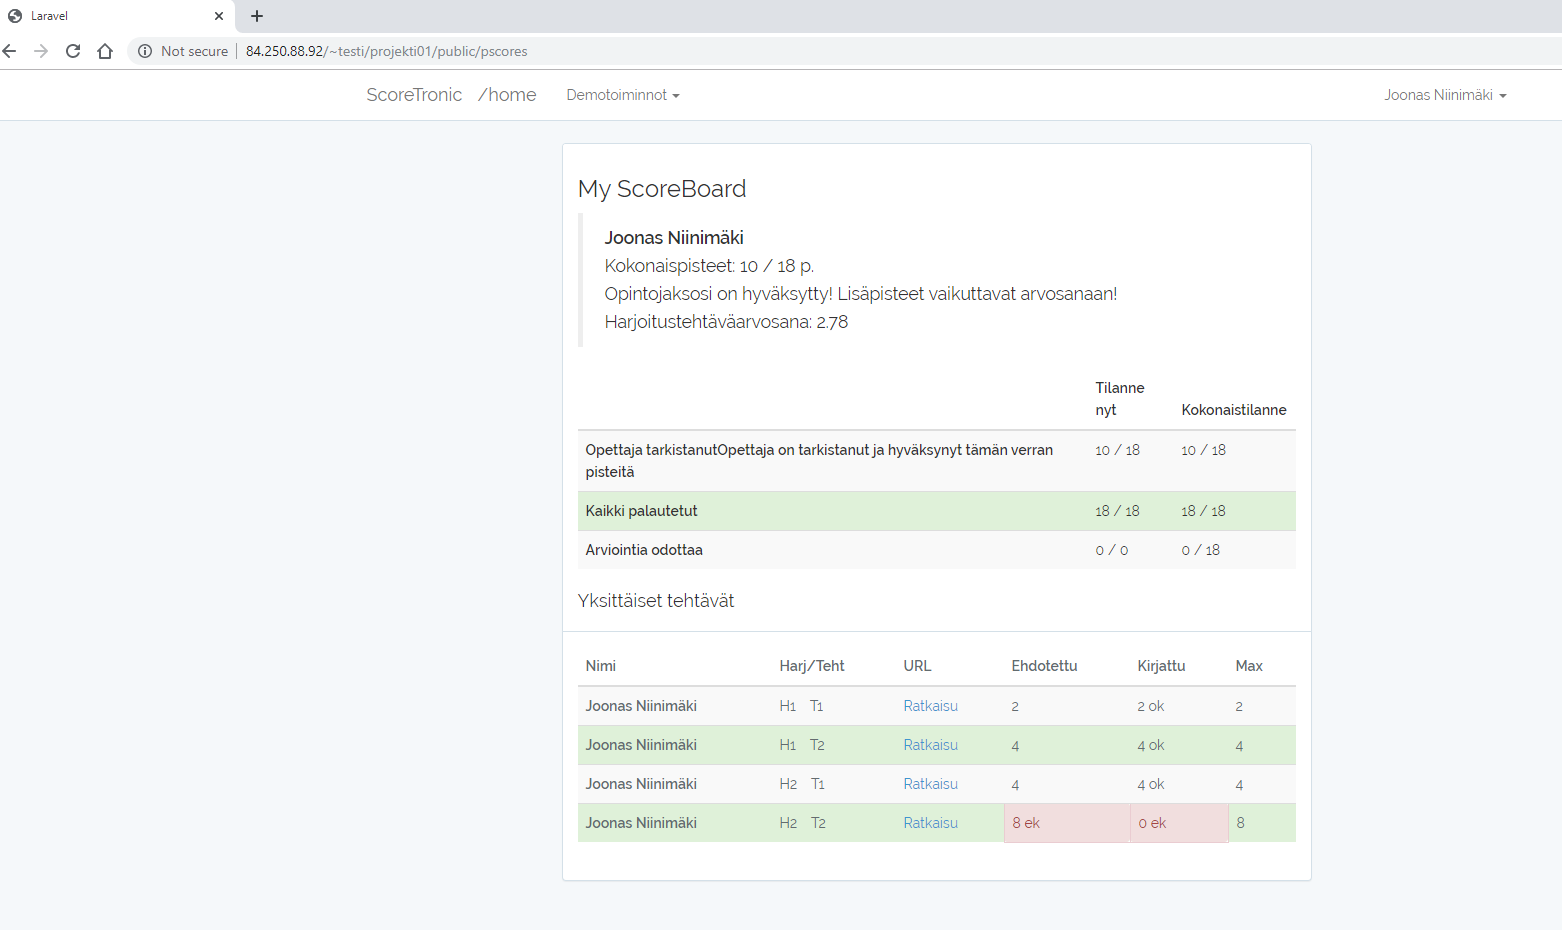 Laravel
Not secure 84.250.88.92/~testi/projekti01/public/pscores
ScoreTronic /home Demotoiminnot Joonas Niinimäki
My ScoreBoard
Joonas Niinimäki
Kokonaispisteet: 10 / 18 p.
Opintojaksosi on hyväksytty! Lisäpisteet vaikuttavat arvosanaan!
Harjoitustehtäväarvosana: 2.78
Tilanne
nyt Kokonaistilanne
Opettaja tarkistanutOpettaja on tarkistanut ja hyväksynyt tämän verran 10 / 18 10 / 18
pisteitä
Kaikki palautetut 18 / 18 18 / 18
Arviointia odottaa 0 / 0 0 / 18
Yksittäiset tehtävät
Nimi Harj/Teht URL Ehdotettu Kirjattu Max
Joonas Niinimäki H1 T1 Ratkaisu 2 2 ok 2
Joonas Niinimäki H1 T2 Ratkaisu 4 4 ok 4
Joonas Niinimäki H2 T1 Ratkaisu 4 4 ok 4
Joonas Niinimäki H2 T2 Ratkaisu 8 ek 0 ek 8